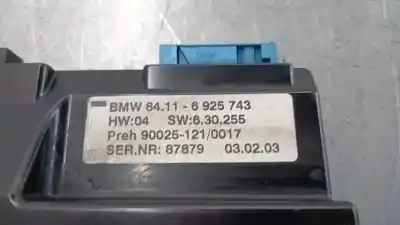 BMW 64.11 - 6 925 743
HW:04 SW:6.30.255
Preh 90025-121/0017
SER.NR: 87879 03.02.03